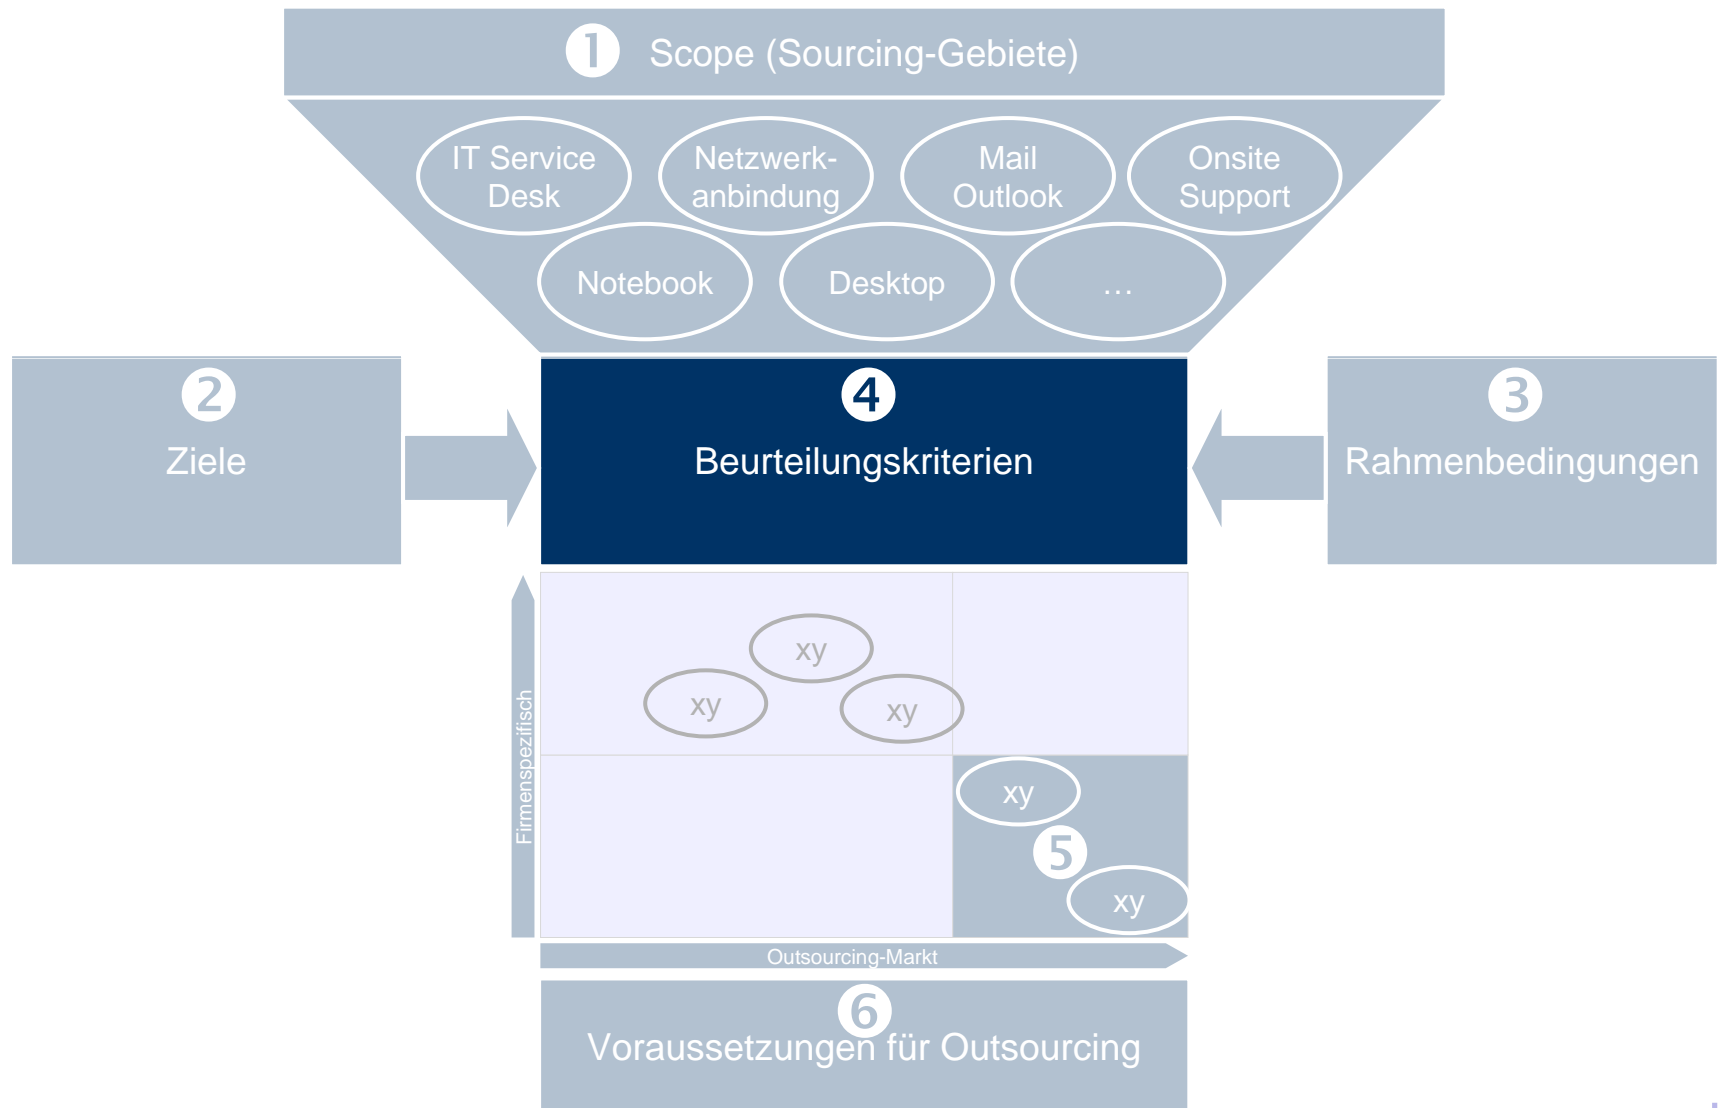 1 Scope (Sourcing-Gebiete)
IT Service
Desk
Netzwerk-
anbindung
Mail
Outlook
Onsite
Support
Notebook
Desktop
…
2
Ziele
4
Beurteilungskriterien
3
Rahmenbedingungen
Firmenspezifisch
xy
xy
xy
xy
5
xy
Outsourcing-Markt
6
Voraussetzungen für Outsourcing